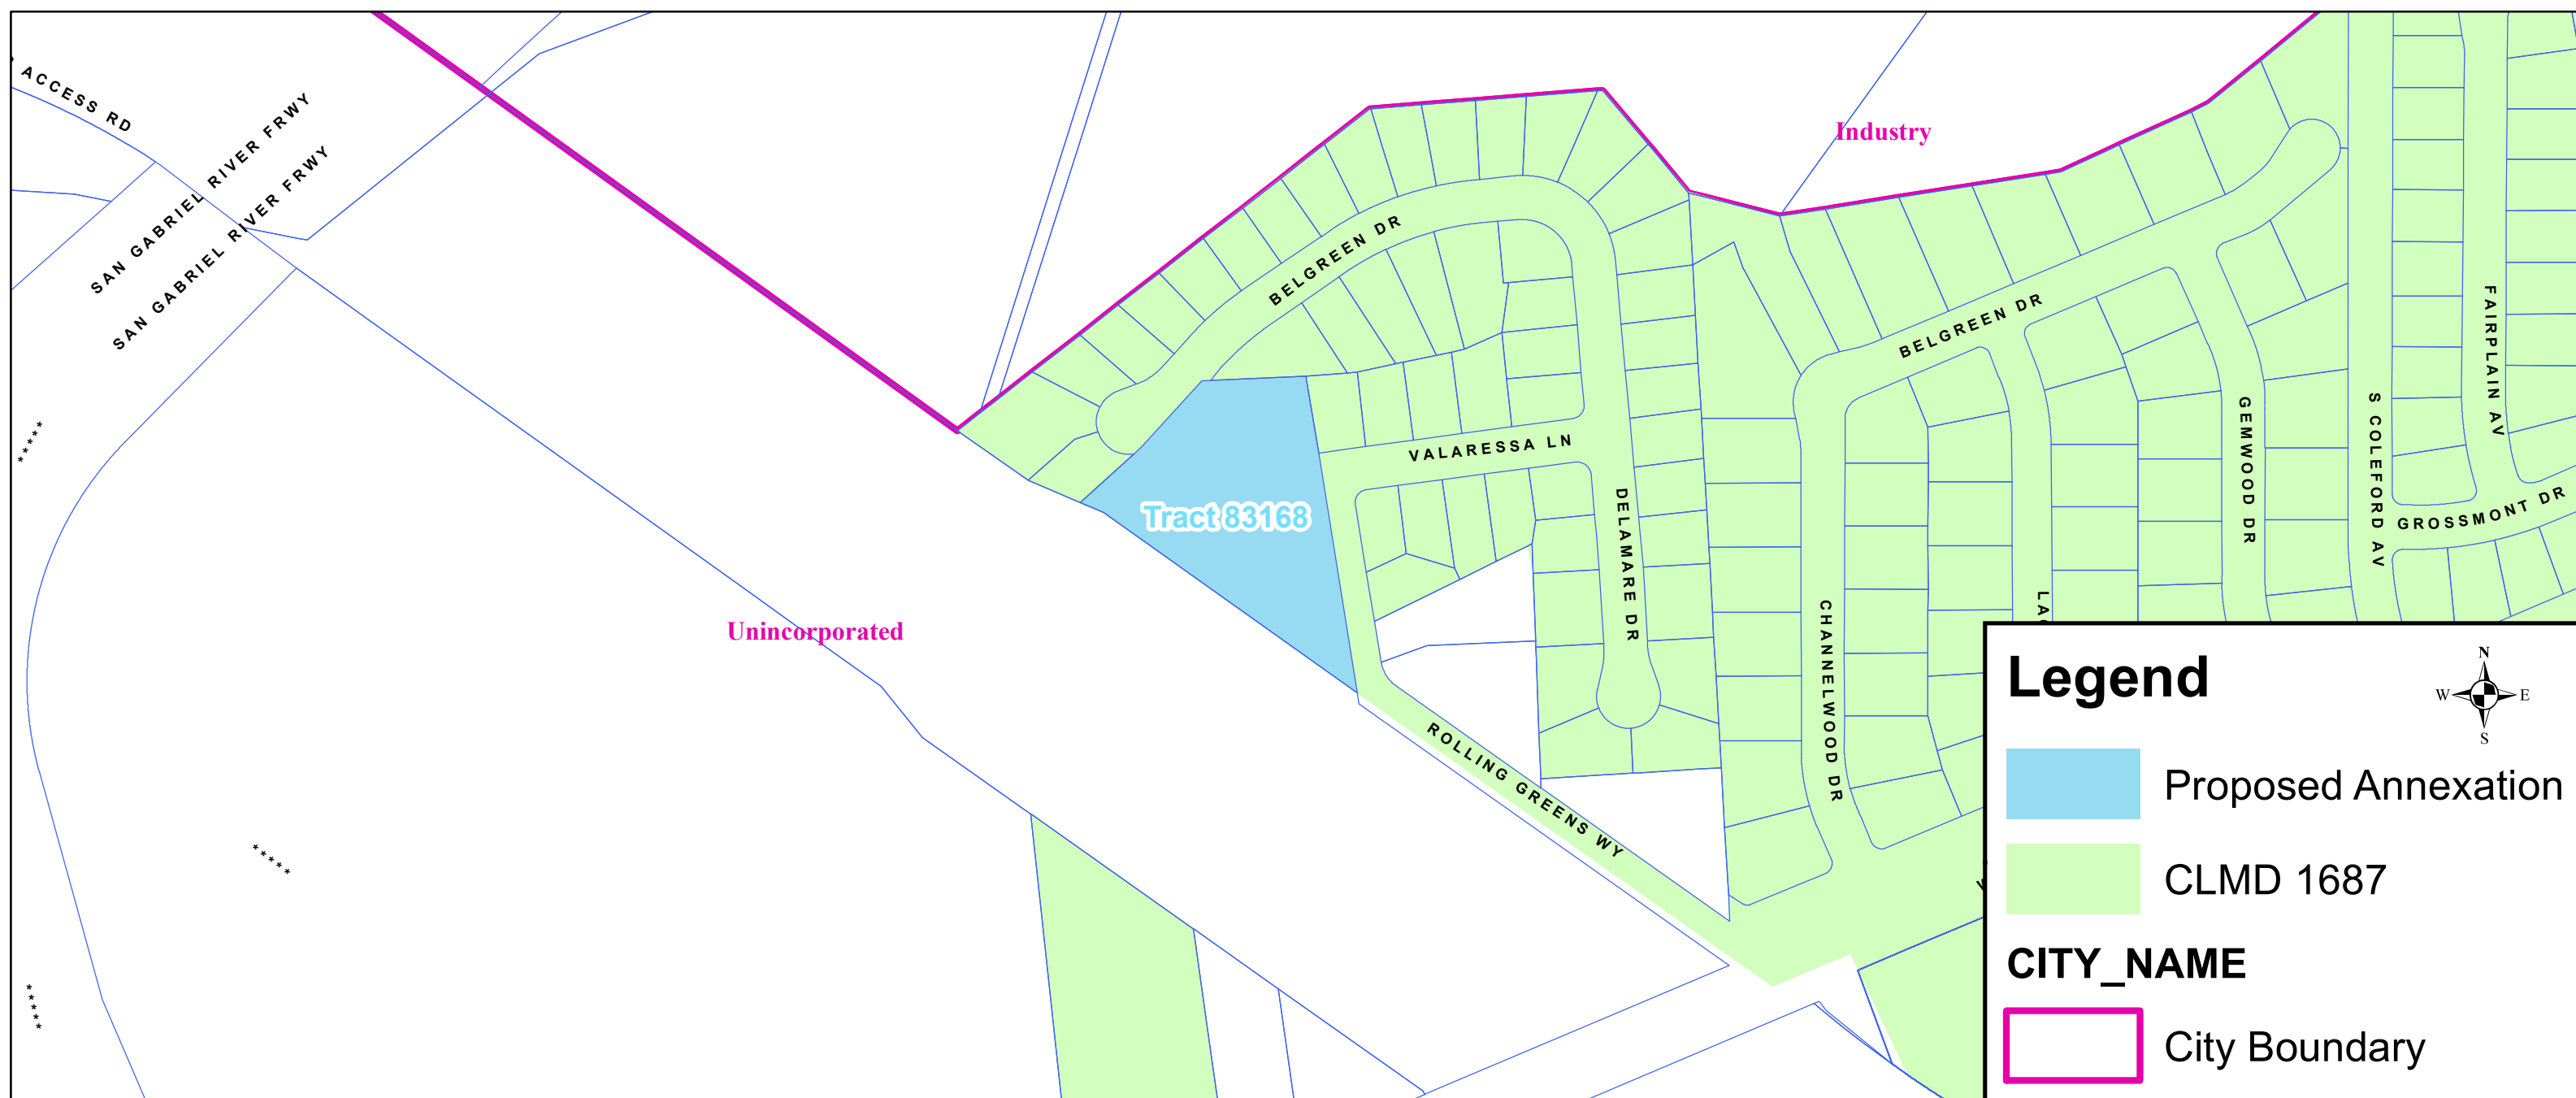 ACCESS RD
SAN GABRIEL RIVER FRWY
SAN GABRIEL RIVER FRWY
Industry
BELGREEN DR
BELGREEN DR
FAIRPLAIN AV
VALARESSA LN
GEMWOOD DR
S COLEFORD AV
GROSSMONT DR
Tract 83168
DELAMARE DR
Unincorporated
CHANNELWOOD DR
ROLLING GREENS WY
*****
*****
*****
Legend
N
W E
S
Proposed Annexation
CLMD 1687
CITY_NAME
City Boundary